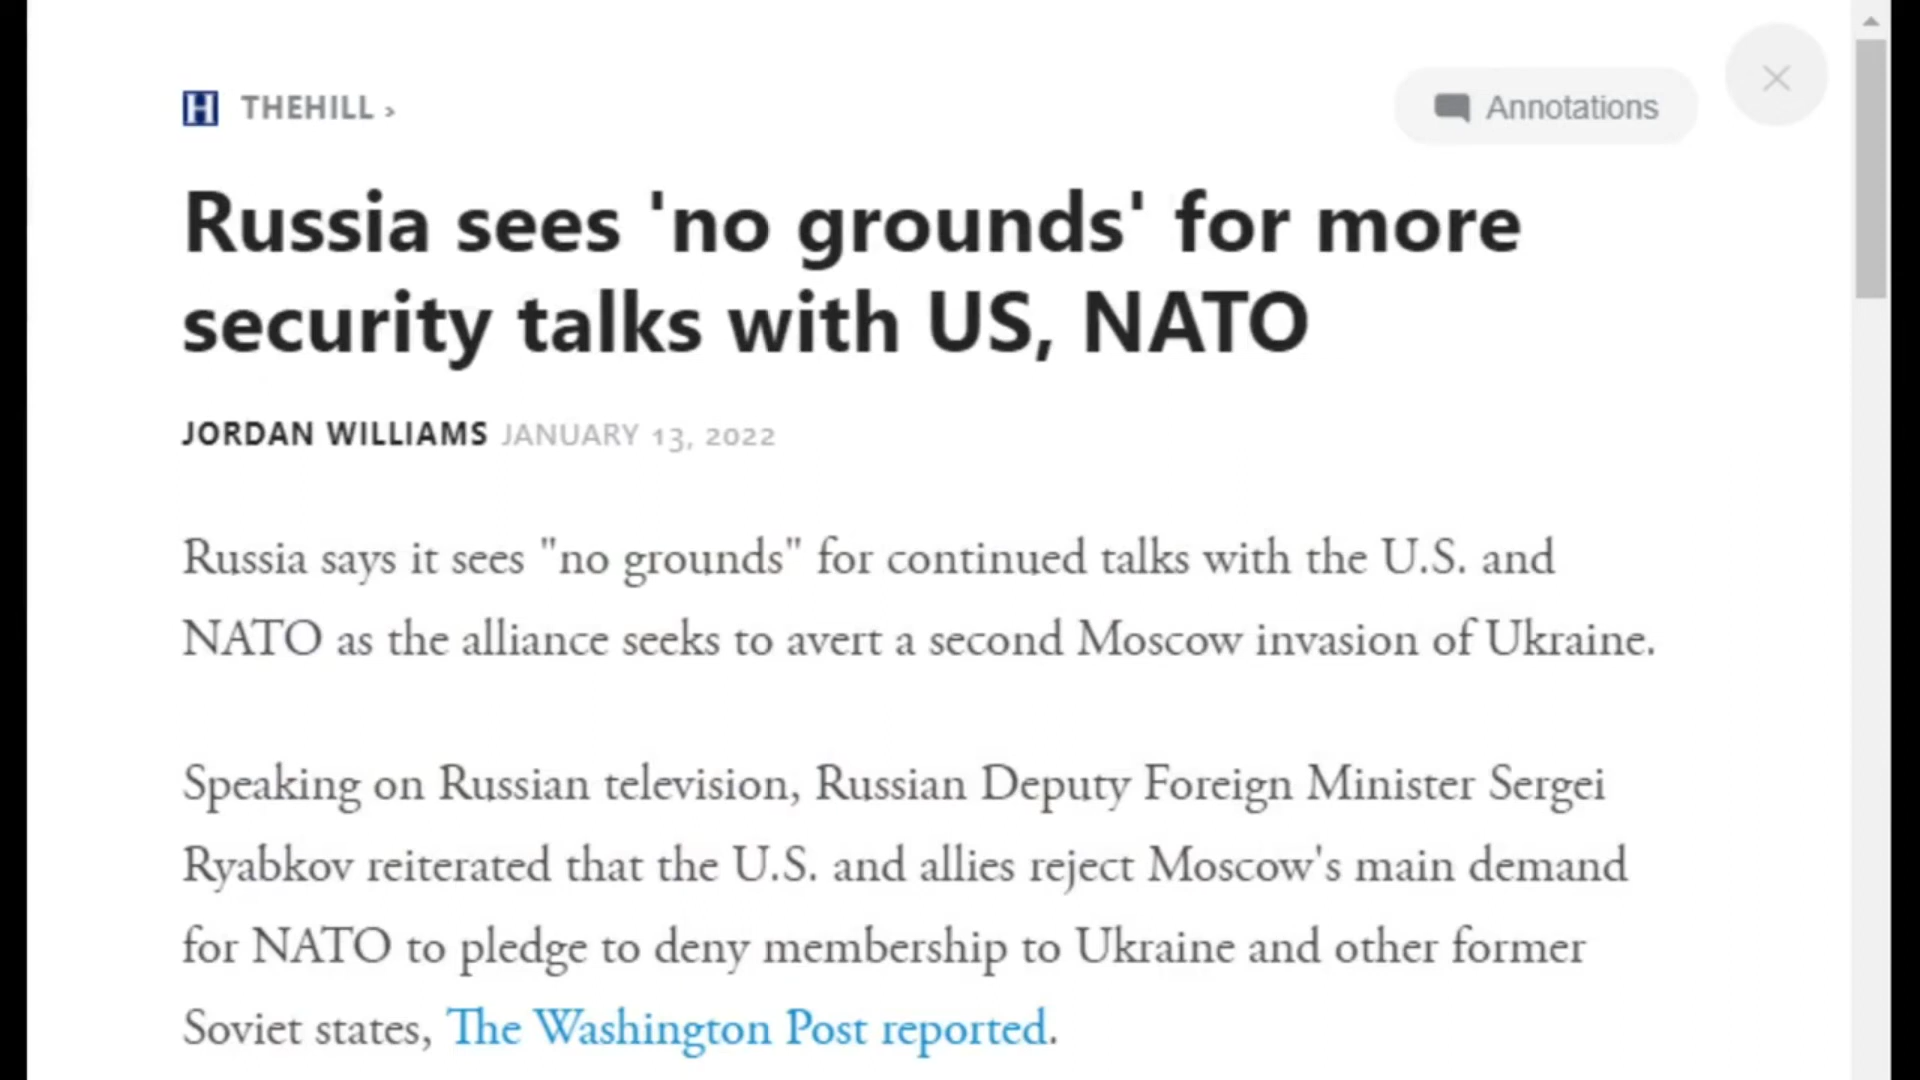 H THEHILL ›
Annotations
Russia sees 'no grounds' for more
security talks with US, NATO
JORDAN WILLIAMS JANUARY 13, 2022
Russia says it sees "no grounds" for continued talks with the U.S. and
NATO as the alliance seeks to avert a second Moscow invasion of Ukraine.
Speaking on Russian television, Russian Deputy Foreign Minister Sergei
Ryabkov reiterated that the U.S. and allies reject Moscow's main demand
for NATO to pledge to deny membership to Ukraine and other former
Soviet states, The Washington Post reported.